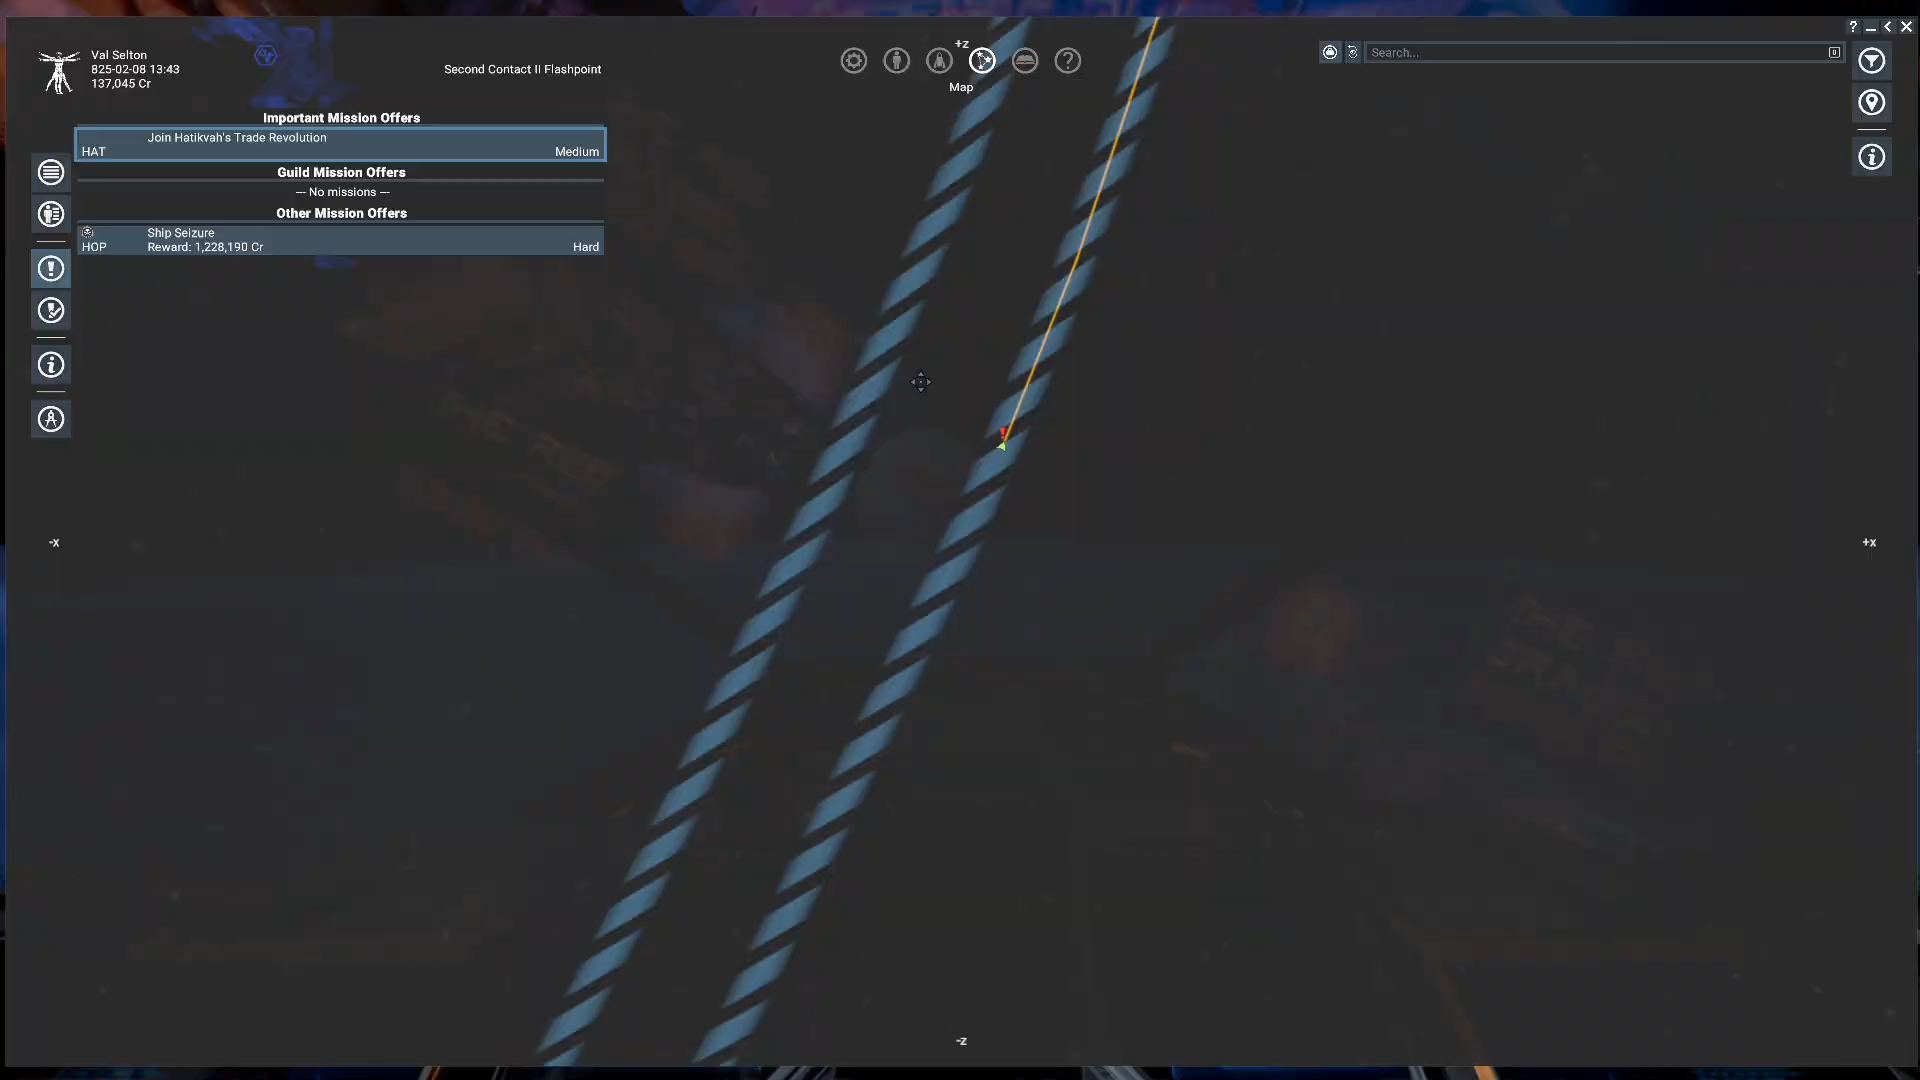 Val Selton
825-02-08 13:43
137,045 Cr
Second Contact II Flashpoint
+z
Map
Search...
Important Mission Offers
Join Hatikvah's Trade Revolution
HAT Medium
Guild Mission Offers
--- No missions ---
Other Mission Offers
Ship Seizure
HOP Reward: 1,228,190 Cr Hard
-x
+x
-z